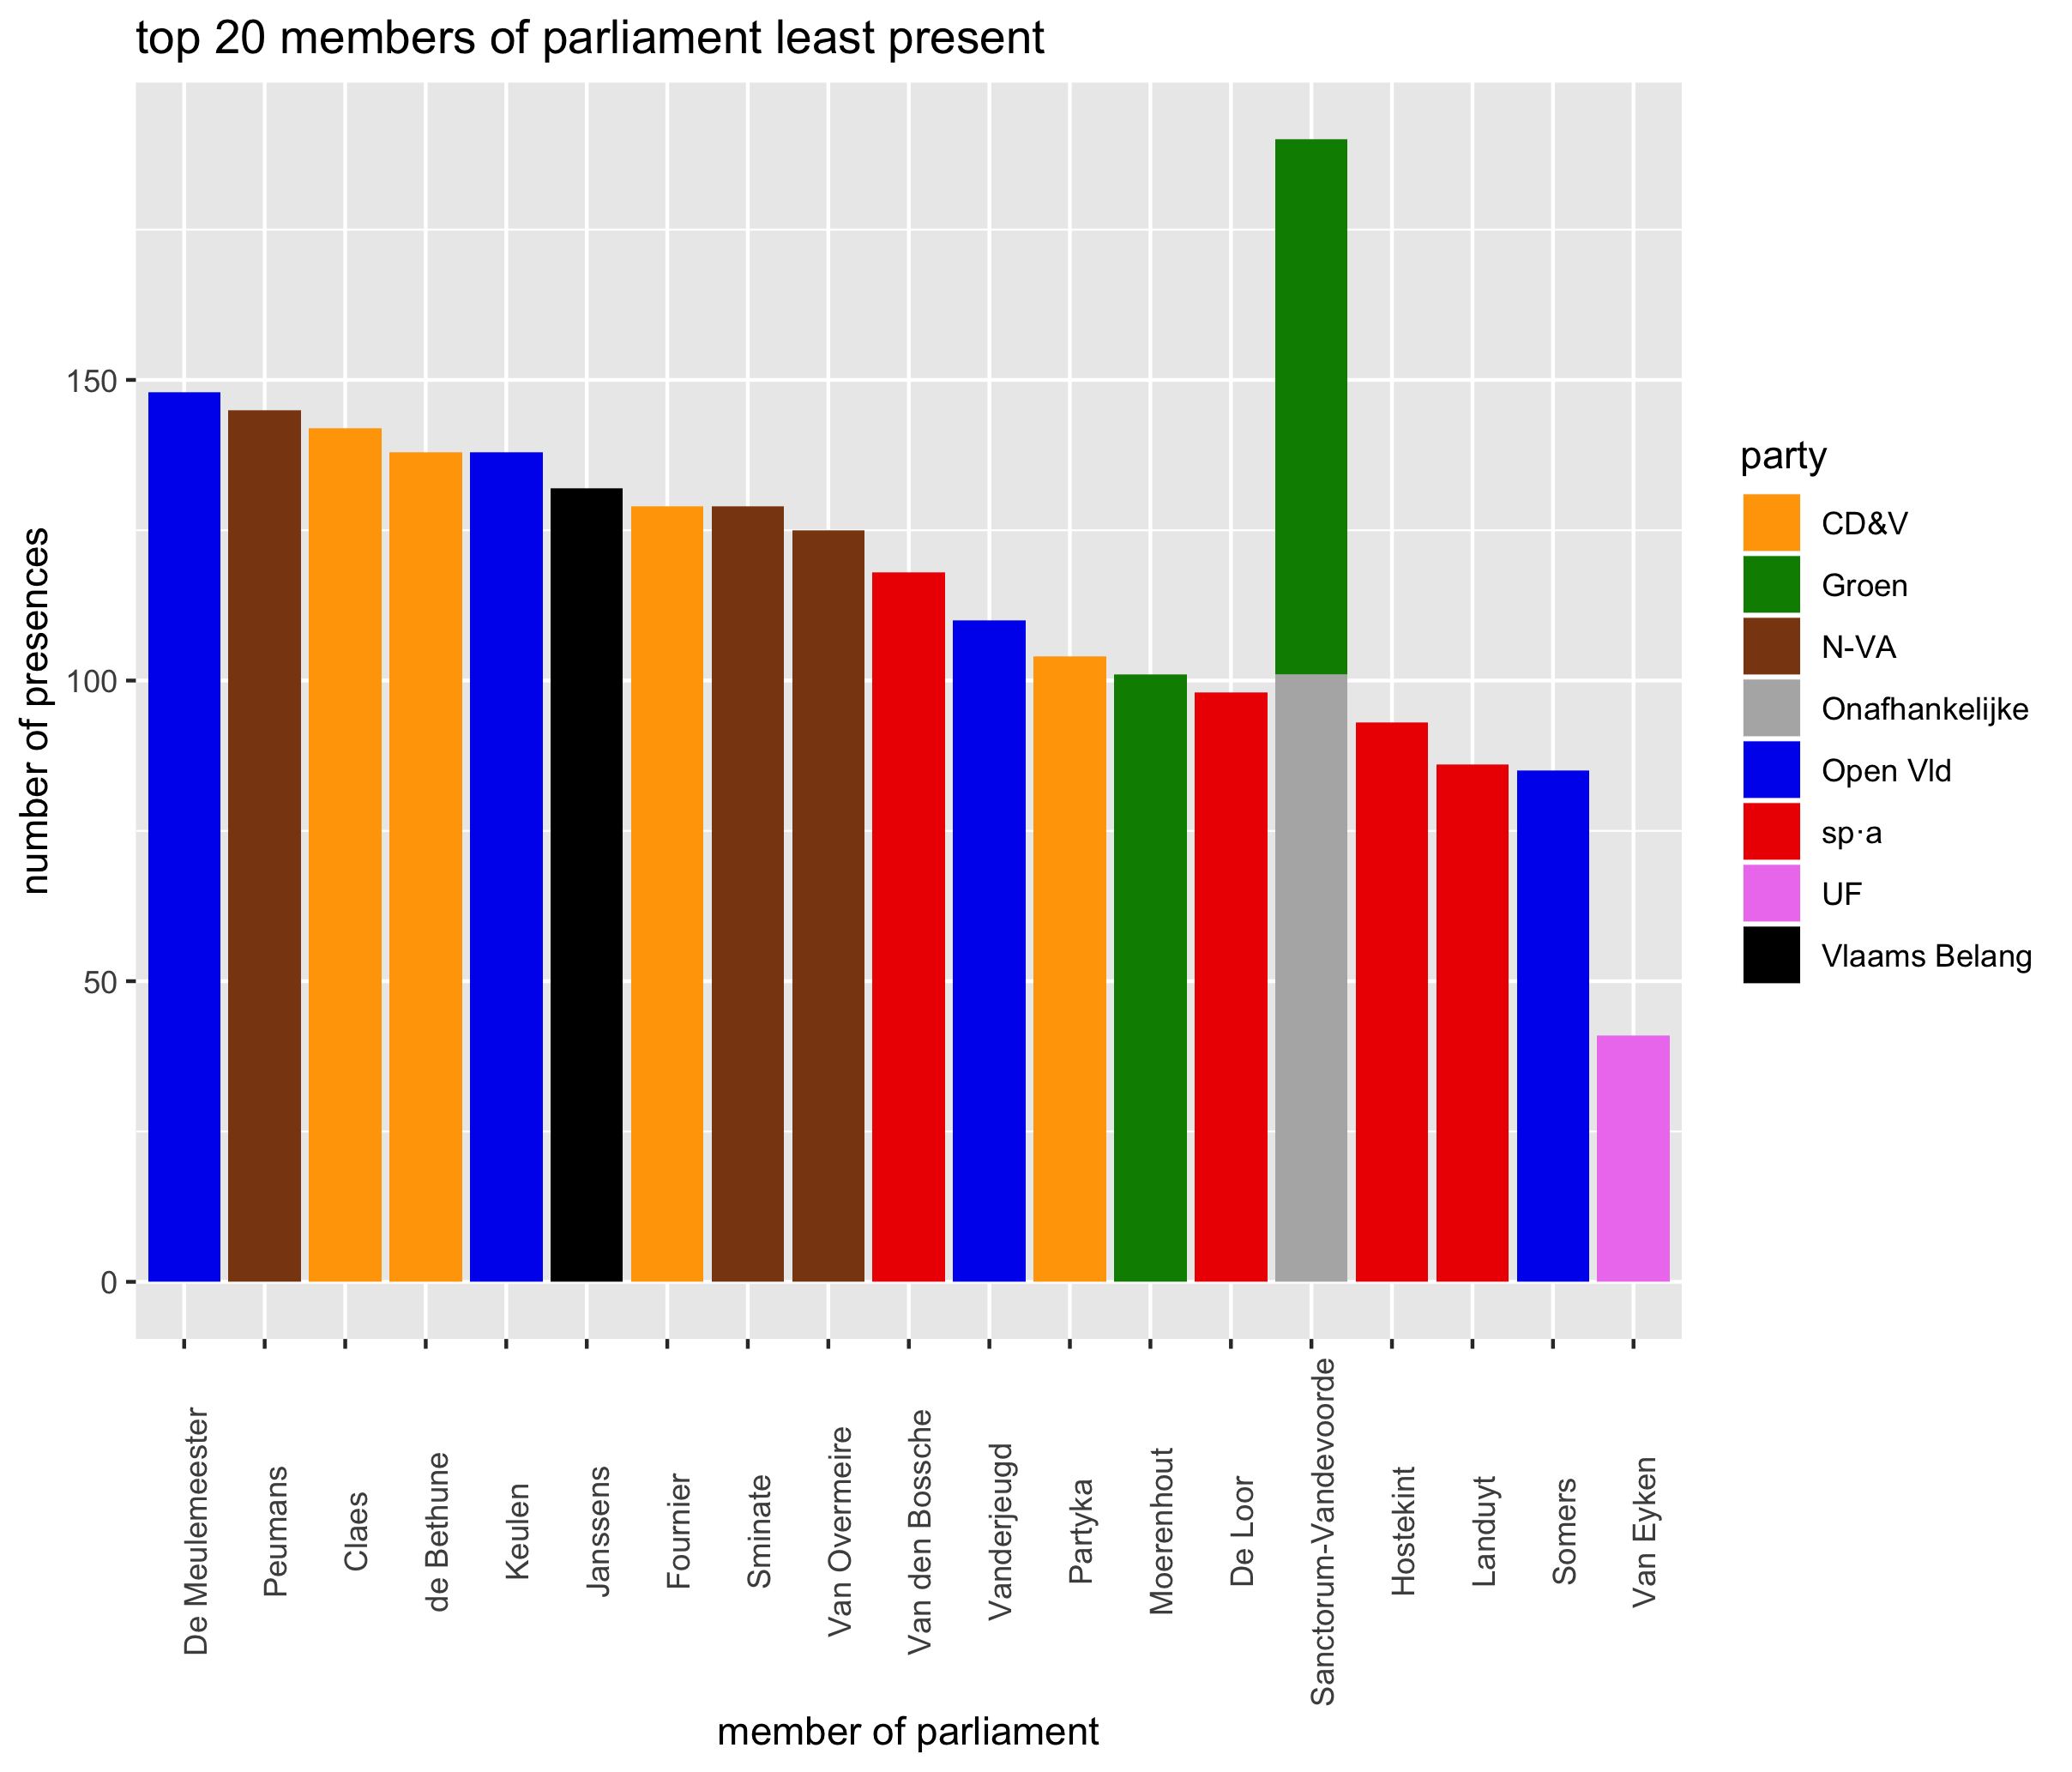 top 20 members of parliament least present
number of presences
150
100
50
0
De Meulemeester
Peumans
Claes
de Bethune
Keulen
Janssens
Fournier
Sminate
Van Overmeire
Van den Bossche
Vanderjeugd
Partyka
Moerenhout
De Loor
Sanctorum-Vandevoorde
Hostekint
Landuyt
Somers
Van Eyken
member of parliament
party
CD&V
Groen
N-VA
Onafhankelijke
Open Vld
sp·a
UF
Vlaams Belang